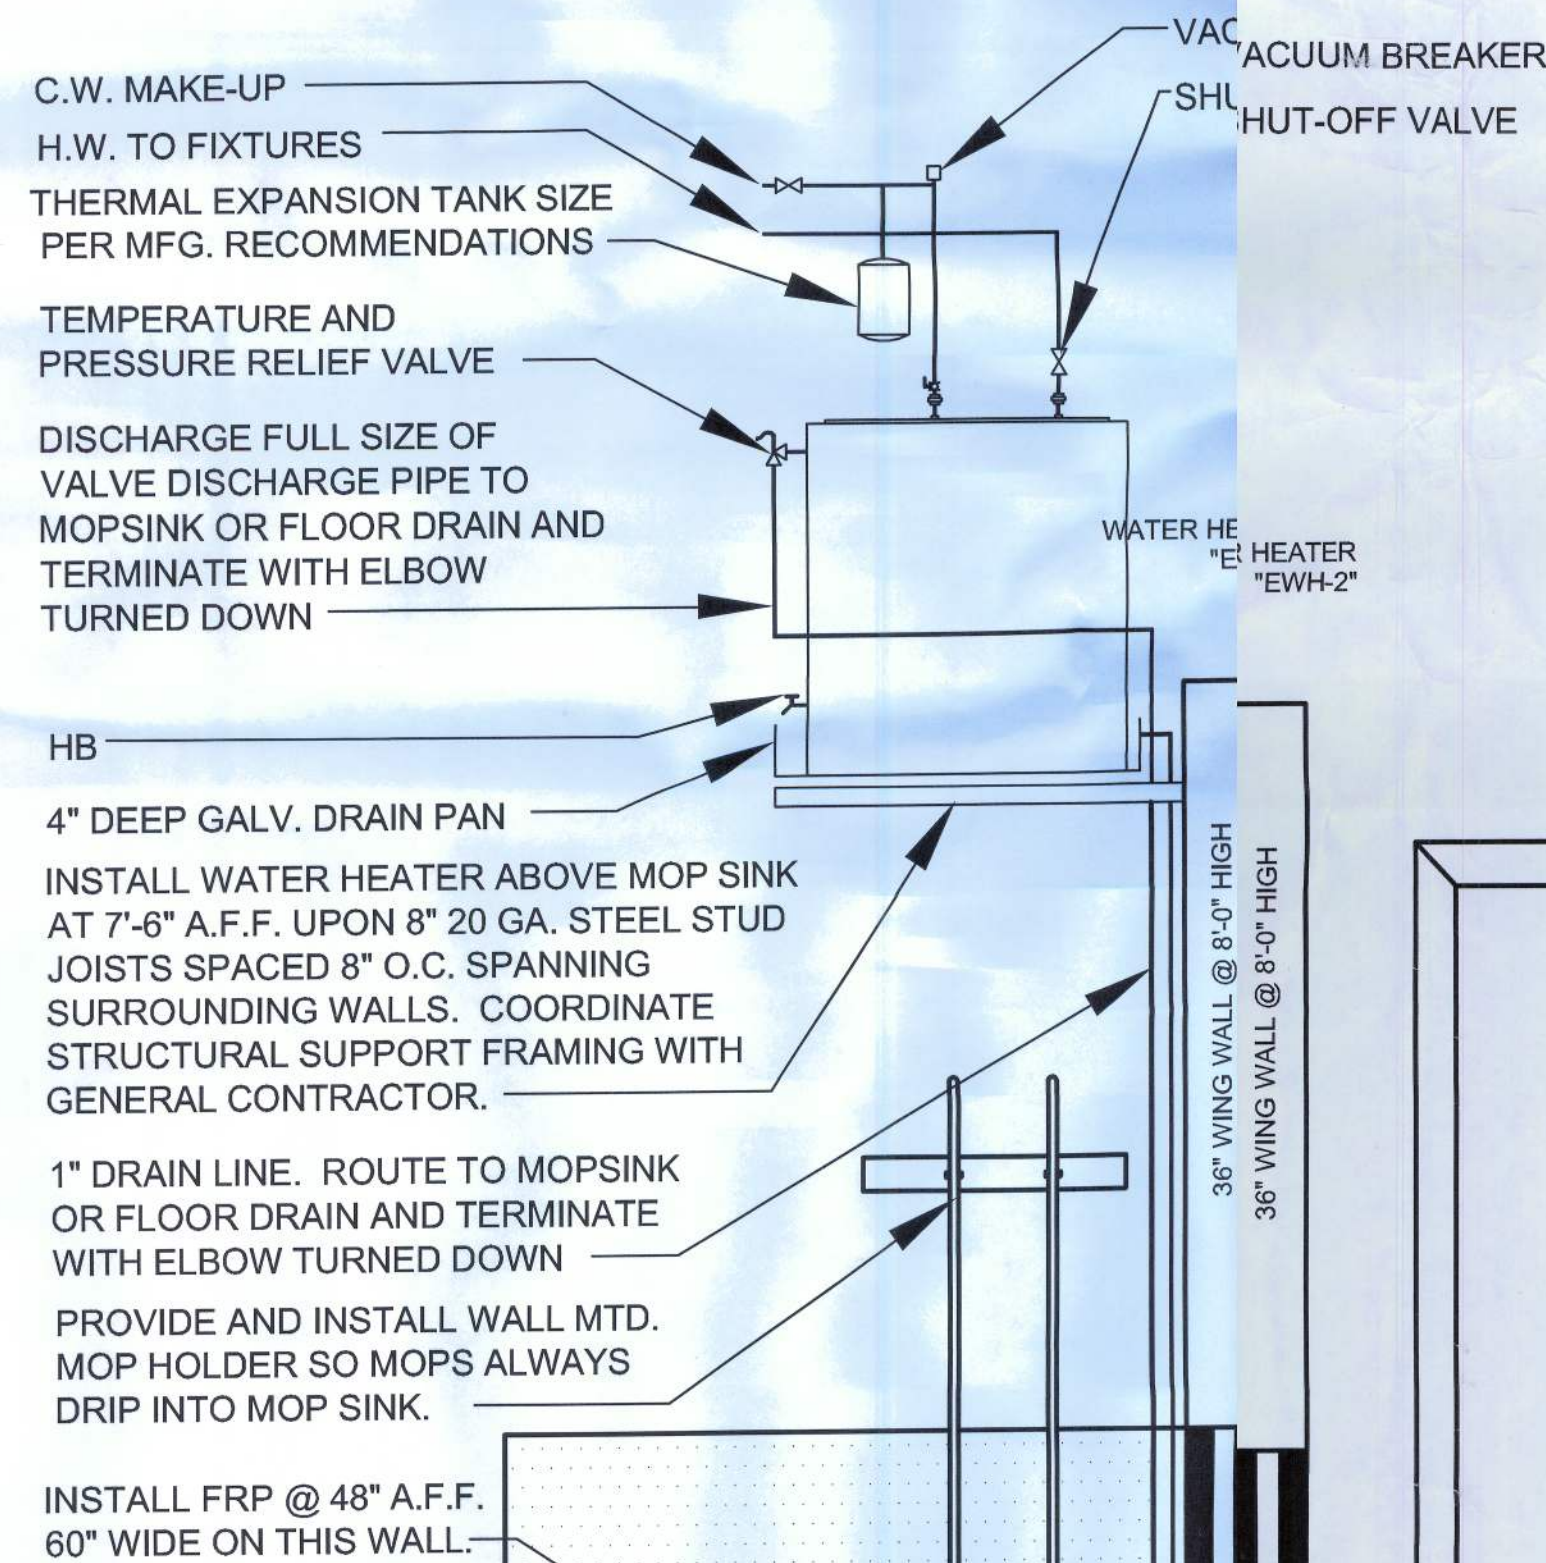 VAC
VACUUM BREAKER
C.W. MAKE-UP
SHU
HUT-OFF VALVE
H.W. TO FIXTURES
THERMAL EXPANSION TANK SIZE
PER MFG. RECOMMENDATIONS
TEMPERATURE AND
PRESSURE RELIEF VALVE
DISCHARGE FULL SIZE OF
VALVE DISCHARGE PIPE TO
MOPSINK OR FLOOR DRAIN AND
TERMINATE WITH ELBOW
TURNED DOWN
WATER HE
R HEATER
"E
"EWH-2"
HB
4" DEEP GALV. DRAIN PAN
INSTALL WATER HEATER ABOVE MOP SINK
AT 7'-6" A.F.F. UPON 8" 20 GA. STEEL STUD
JOISTS SPACED 8" O.C. SPANNING
SURROUNDING WALLS. COORDINATE
STRUCTURAL SUPPORT FRAMING WITH
GENERAL CONTRACTOR.
36" WING WALL @ 8'-0" HIGH
36" WING WALL @ 8'-0" HIGH
1" DRAIN LINE. ROUTE TO MOPSINK
OR FLOOR DRAIN AND TERMINATE
WITH ELBOW TURNED DOWN
PROVIDE AND INSTALL WALL MTD.
MOP HOLDER SO MOPS ALWAYS
DRIP INTO MOP SINK.
INSTALL FRP @ 48" A.F.F.
60" WIDE ON THIS WALL.